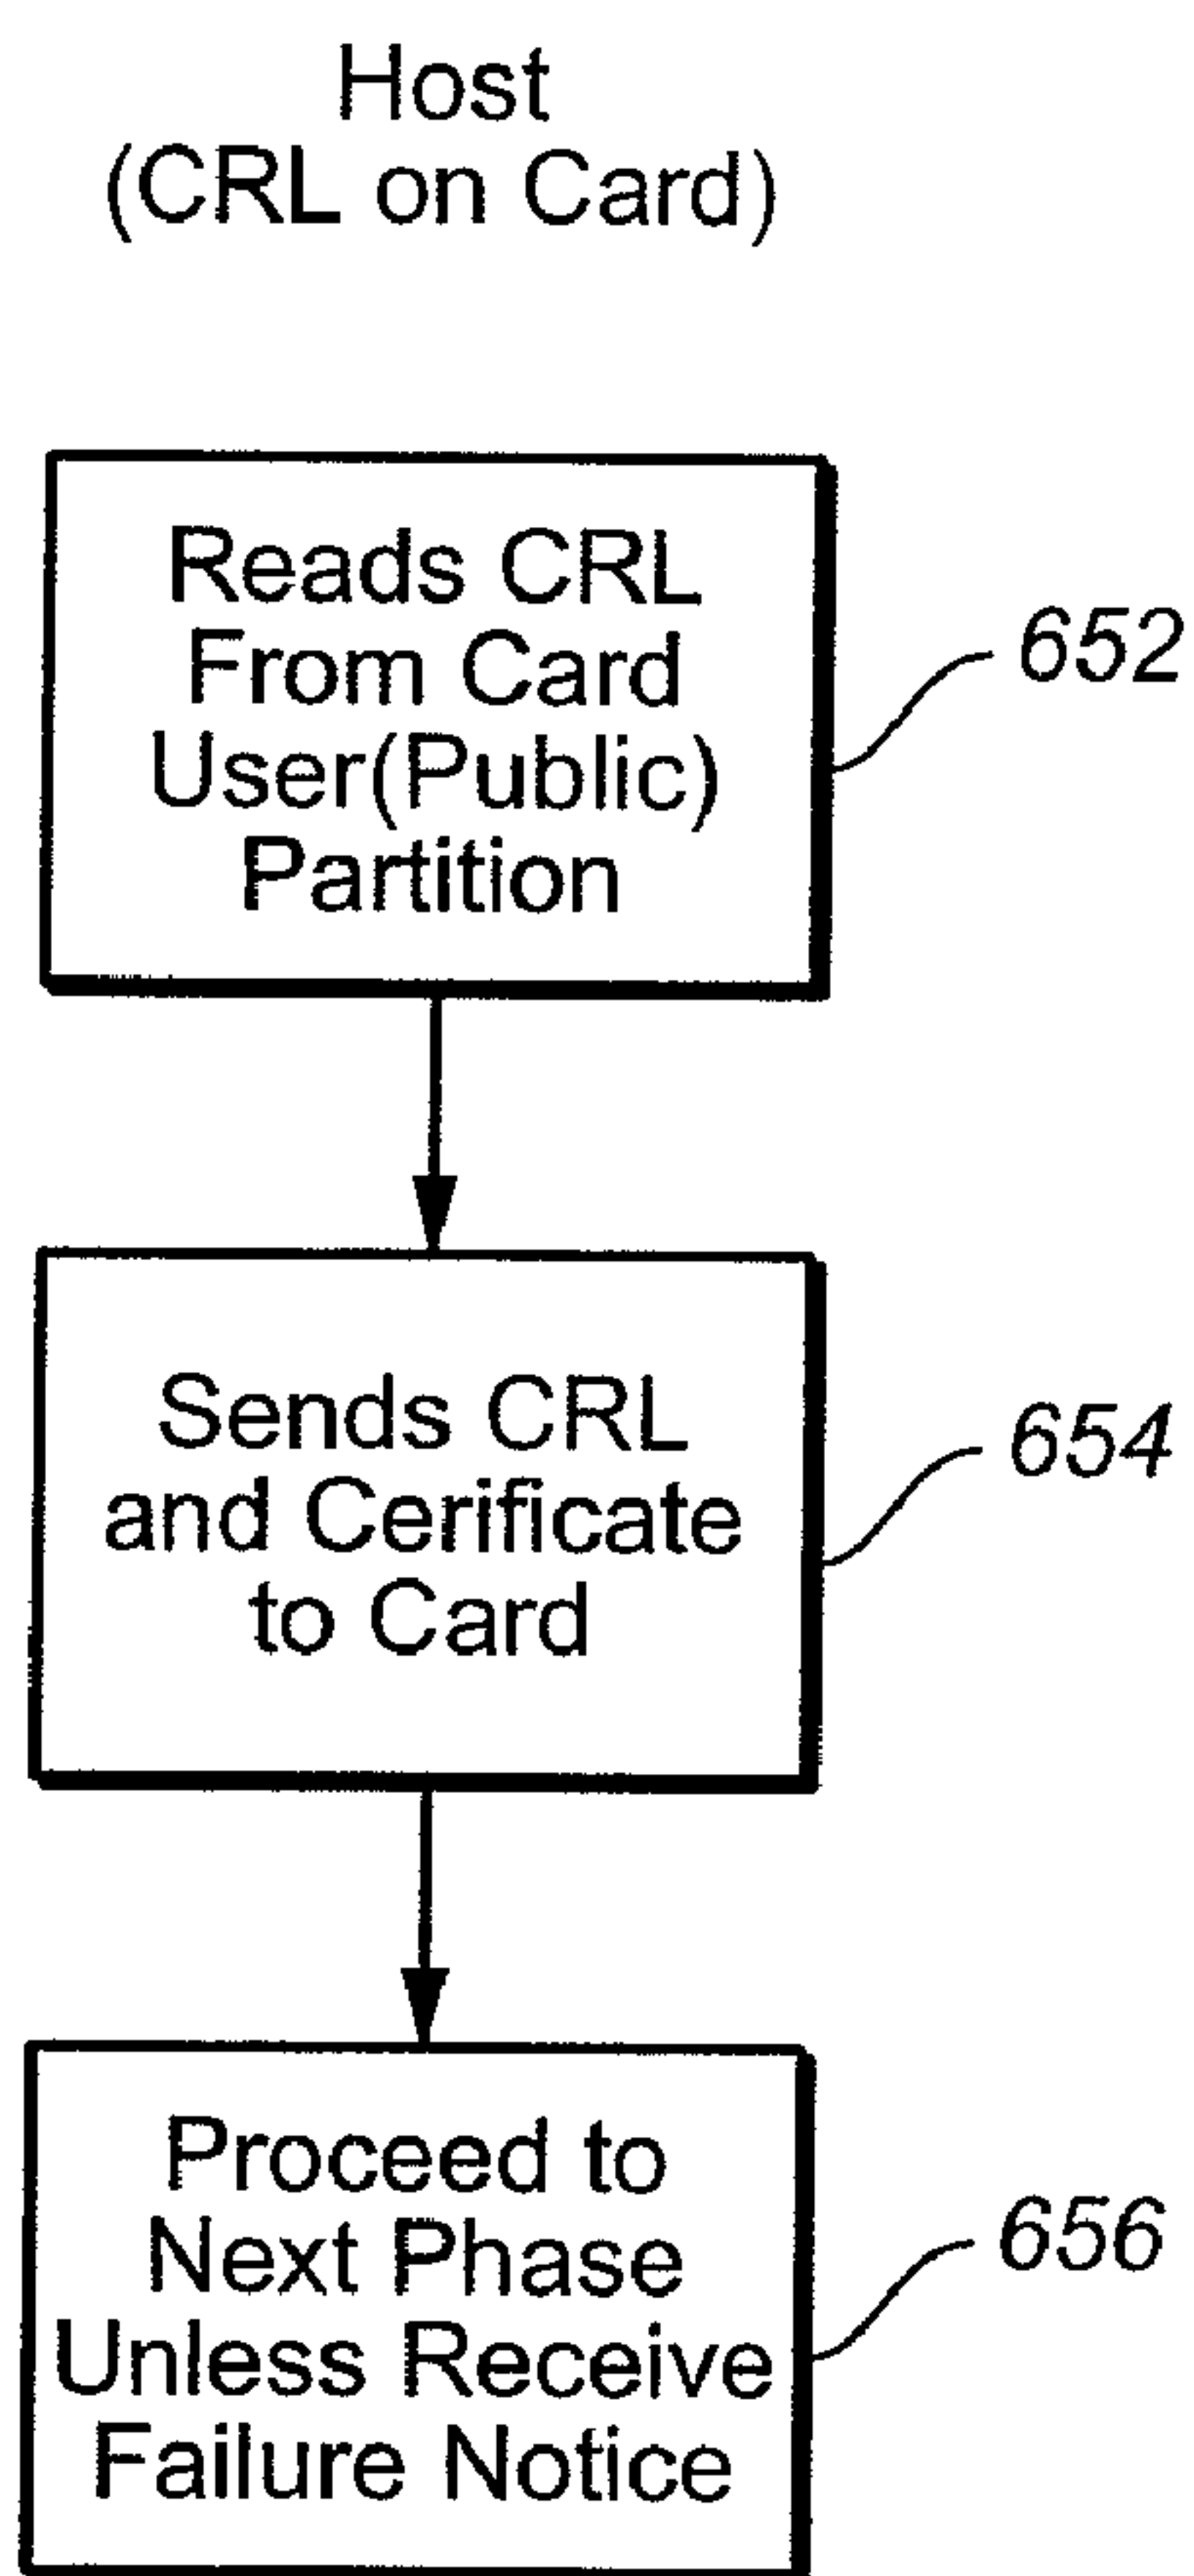 Host
(CRL on Card)
Reads CRL
From Card
User(Public)
Partition
652
Sends CRL
and Cerificate
to Card
654
Proceed to
Next Phase
Unless Receive
Failure Notice
656